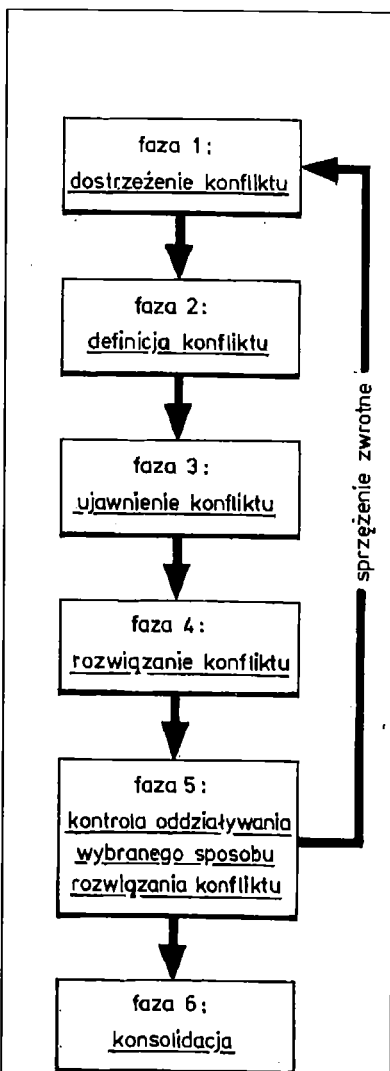 faza 1:
dostrzeżenie konfliktu
faza 2:
definicja konfliktu
faza 3:
ujawnienie konfliktu
faza 4:
rozwiązanie konfliktu
faza 5:
kontrola oddziaływania
wybranego sposobu
rozwiązania konfliktu
faza 6:
konsolidacja
sprzężenie zwrotne